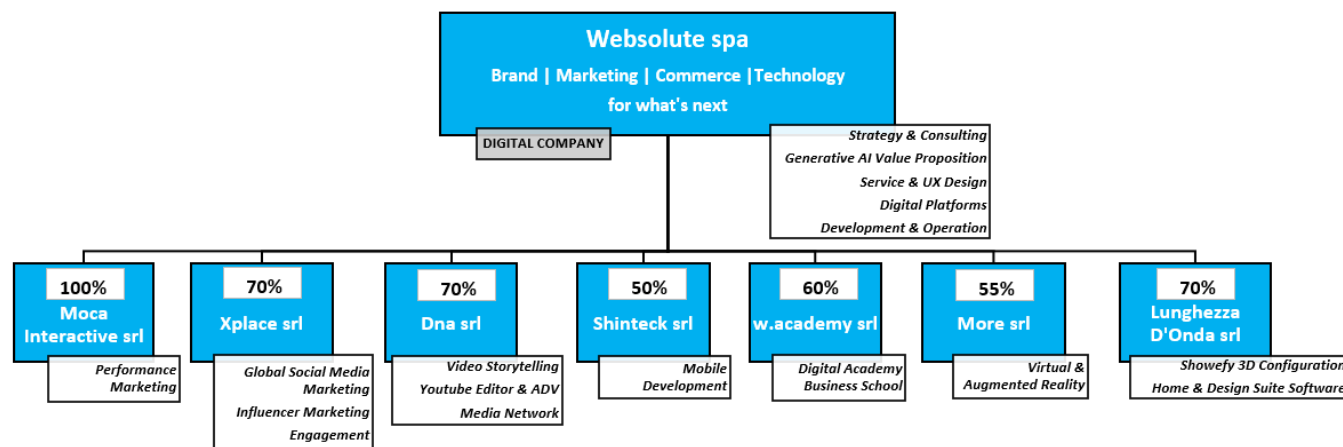 Websolute spa
Brand | Marketing | Commerce |Technology
for what's next
DIGITAL COMPANY
Strategy & Consulting
Generative AI Value Proposition
Service & UX Design
Digital Platforms
Development & Operation
100%
Moca
Interactive srl
Performance
Marketing
70%
Xplace srl
Global Social Media
Marketing
Influencer Marketing
Engagement
70%
Dna srl
Video Storytelling
Youtube Editor & ADV
Media Network
50%
Shinteck srl
Mobile
Development
60%
w.academy srl
Digital Academy
Business School
55%
More srl
Virtual &
Augmented Reality
70%
Lunghezza
D'Onda srl
Showefy 3D Configuration
Home & Design Suite Software